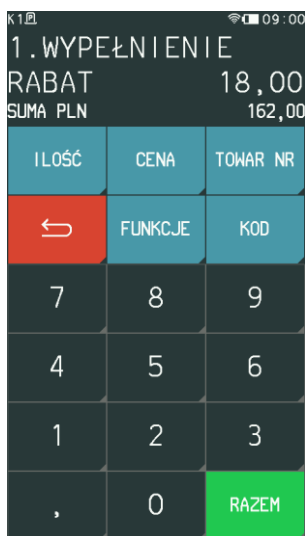 K1 P 09:00
1.WYPEŁNIENIE
RABAT 18,00
SUMA PLN 162,00
ILOŚĆ CENA TOWAR NR
FUNKCJE KOD
7 8 9
4 5 6
1 2 3
, 0 RAZEM